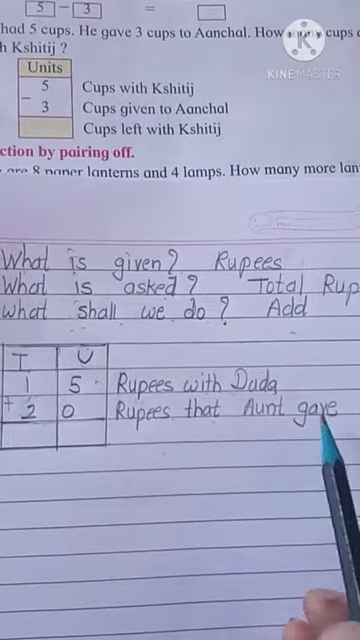 5 − 3 =
had 5 cups. He gave 3 cups to Aanchal. How many cups
h Kshitij ?
KINEMASTER
Units
5 Cups with Kshitij
− 3 Cups given to Aanchal
Cups left with Kshitij
ction by pairing off.
are 8 paper lanterns and 4 lamps. How many more lan
What is given? Rupees
What is asked? Total Rup
what shall we do? Add
T U
1 5 Rupees with Dada
+ 2 0 Rupees that Aunt gave